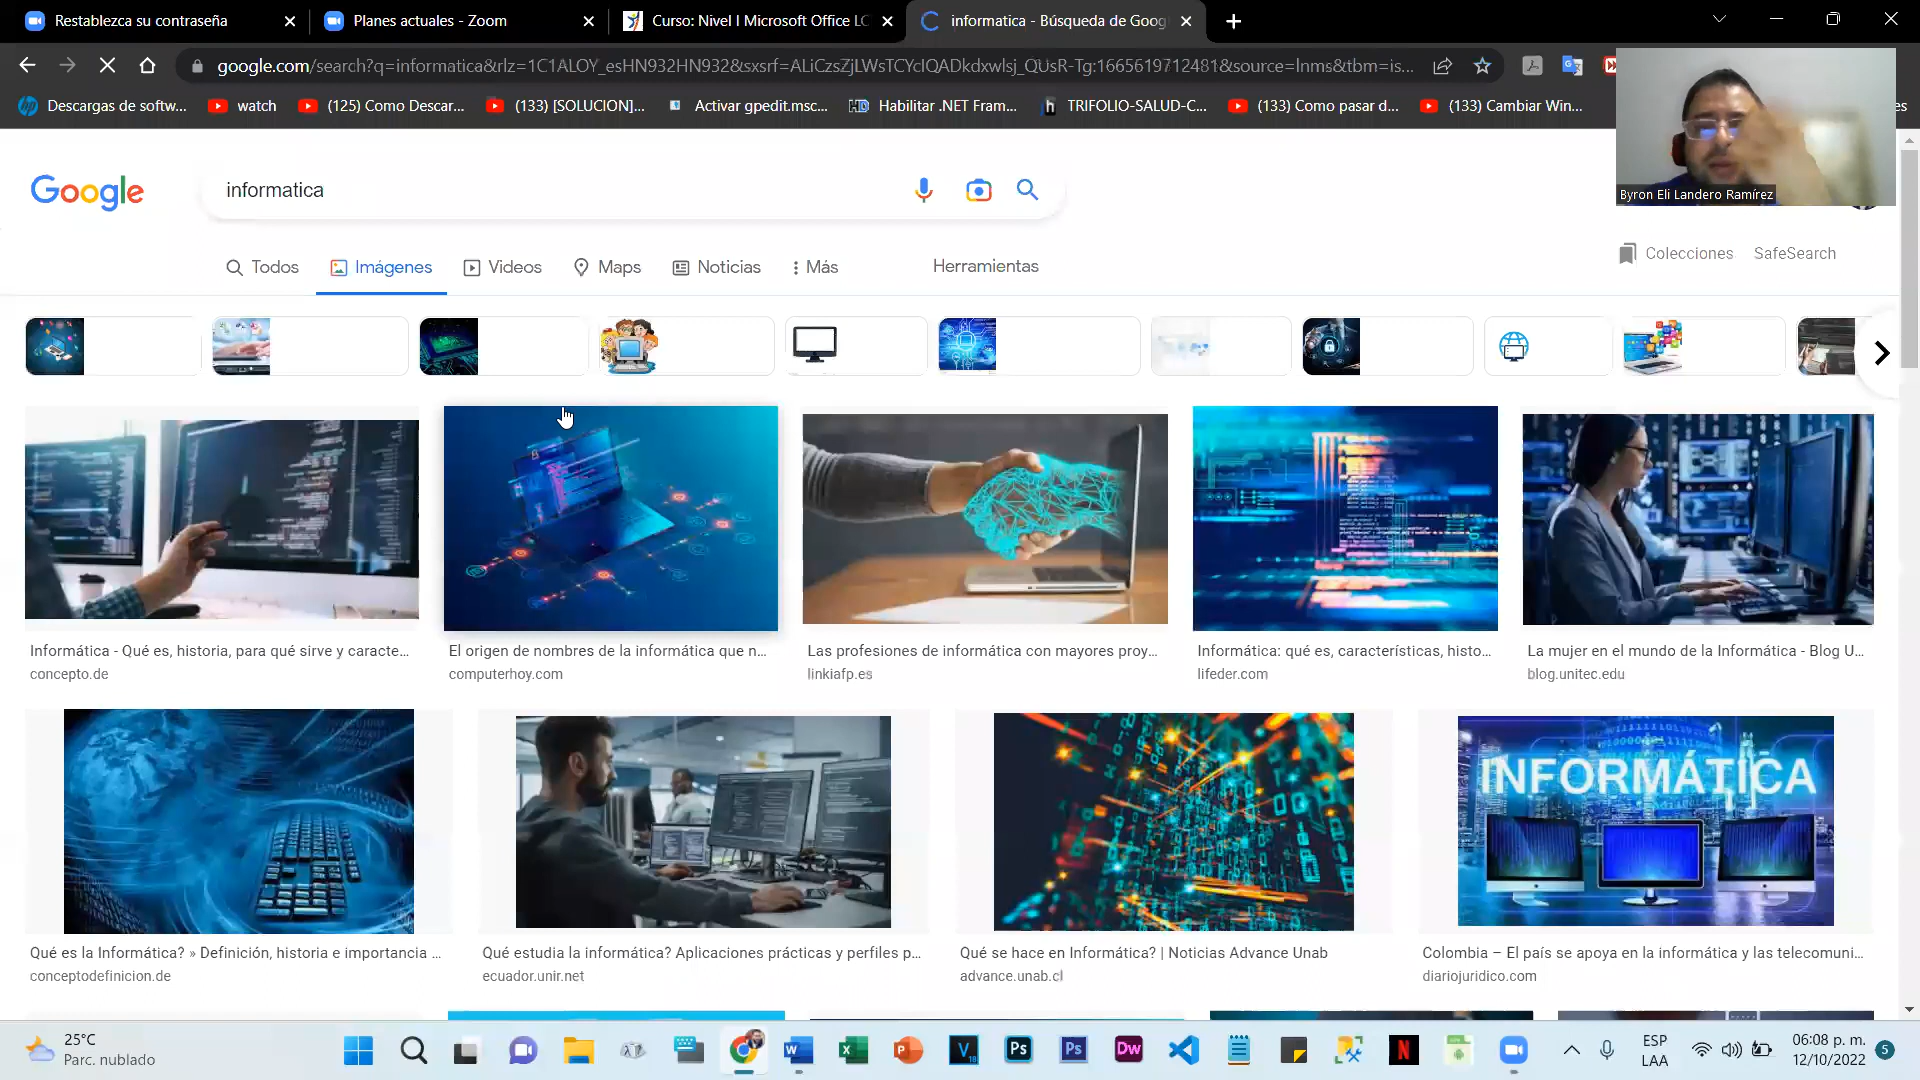 Restablezca su contraseña
Planes actuales - Zoom
Curso: Nivel I Microsoft Office LC
informatica - Búsqueda de Goog
google.com/search?q=informatica&rlz=1C1ALOY_esHN932HN932&sxsrf=ALiCzsZjLWsTCYclQADkdxwlsj_QUsR-Tg:1665619712481&source=lnms&tbm=is...
Descargas de softw...
watch
(125) Como Descar...
(133) [SOLUCION]...
Activar gpedit.msc...
Habilitar .NET Fram...
TRIFOLIO-SALUD-C...
(133) Como pasar d...
(133) Cambiar Win...
es
Byron Eli Landero Ramírez
Google
informatica
Todos
Imágenes
Videos
Maps
Noticias
Más
Herramientas
Colecciones
SafeSearch
Informática - Qué es, historia, para qué sirve y caracte...
concepto.de
El origen de nombres de la informática que n...
computerhoy.com
Las profesiones de informática con mayores proy...
linkiafp.es
Informática: qué es, características, histo...
lifeder.com
La mujer en el mundo de la Informática - Blog U...
blog.unitec.edu
INFORMÁTICA
Qué es la Informática? » Definición, historia e importancia ...
conceptodefinicion.de
Qué estudia la informática? Aplicaciones prácticas y perfiles p...
ecuador.unir.net
Qué se hace en Informática? | Noticias Advance Unab
advance.unab.cl
Colombia – El país se apoya en la informática y las telecomuni...
diariojuridico.com
25°C
Parc. nublado
ESP
LAA
06:08 p. m.
12/10/2022
5